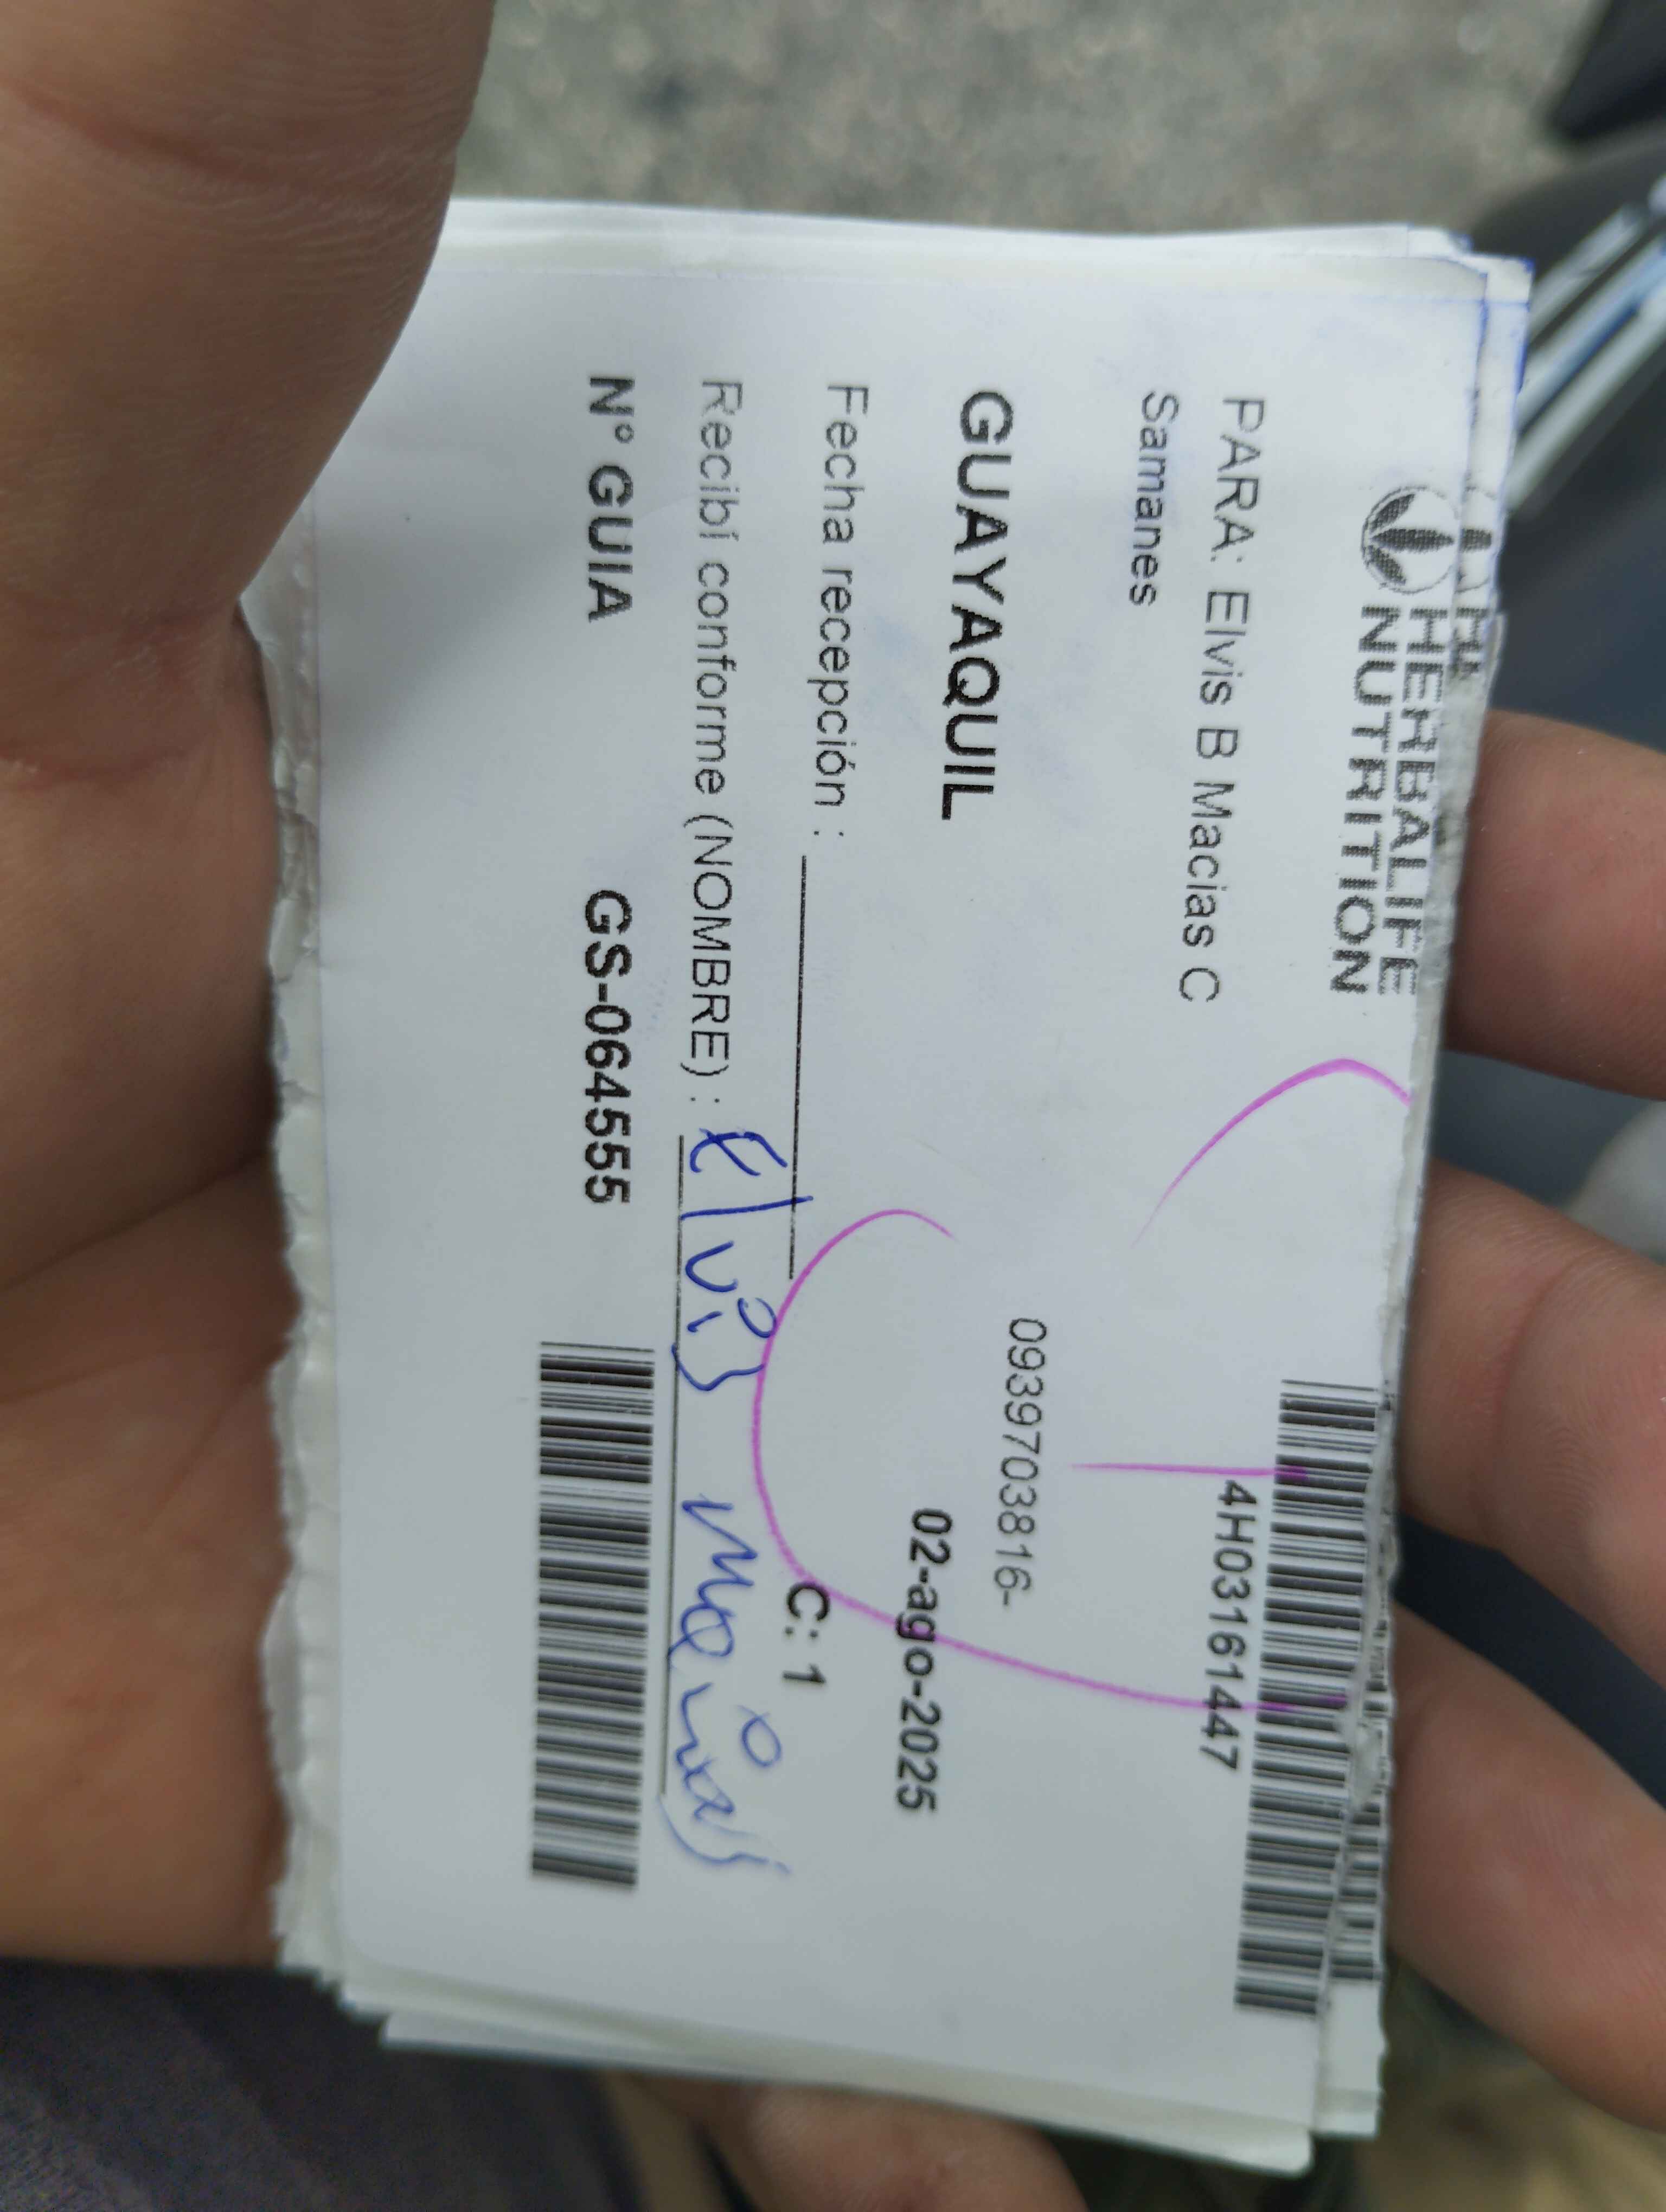 HERBALIFE
NUTRITION
4H03161447
PARA: Elvis B Macias C
Samanes
0939703816-
GUAYAQUIL
02-ago-2025
Fecha recepción :
C: 1
Recibí conforme (NOMBRE) : Elvis Macias
N° GUIA GS-064555